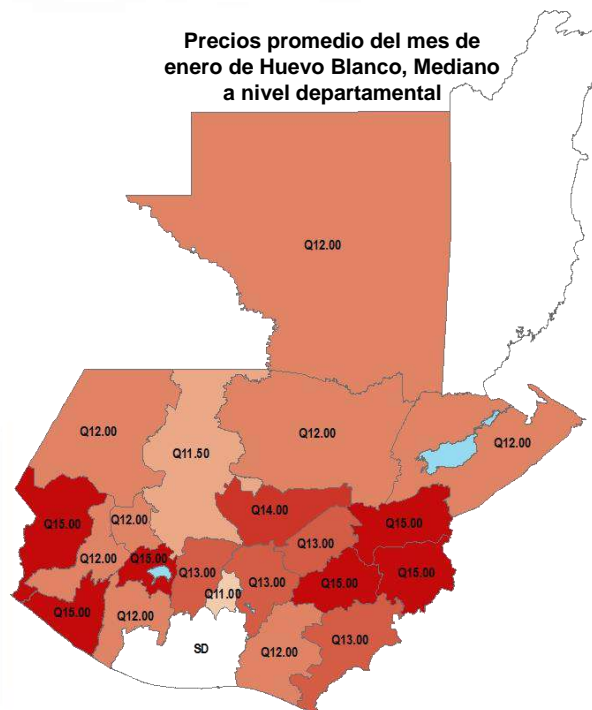 Precios promedio del mes de
enero de Huevo Blanco, Mediano
a nivel departamental
Q12.00
Q12.00
Q11.50
Q12.00
Q12.00
Q15.00
Q12.00
Q14.00
Q15.00
Q12.00
Q15.00
Q13.00
Q13.00
Q13.00
Q15.00
Q15.00
Q15.00
Q12.00
Q11.00
Q13.00
SD
Q12.00